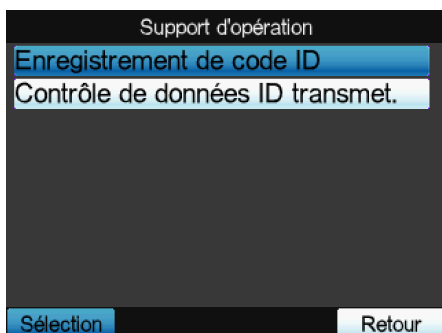 Support d'opération
Enregistrement de code ID
Contrôle de données ID transmet.
Sélection Retour